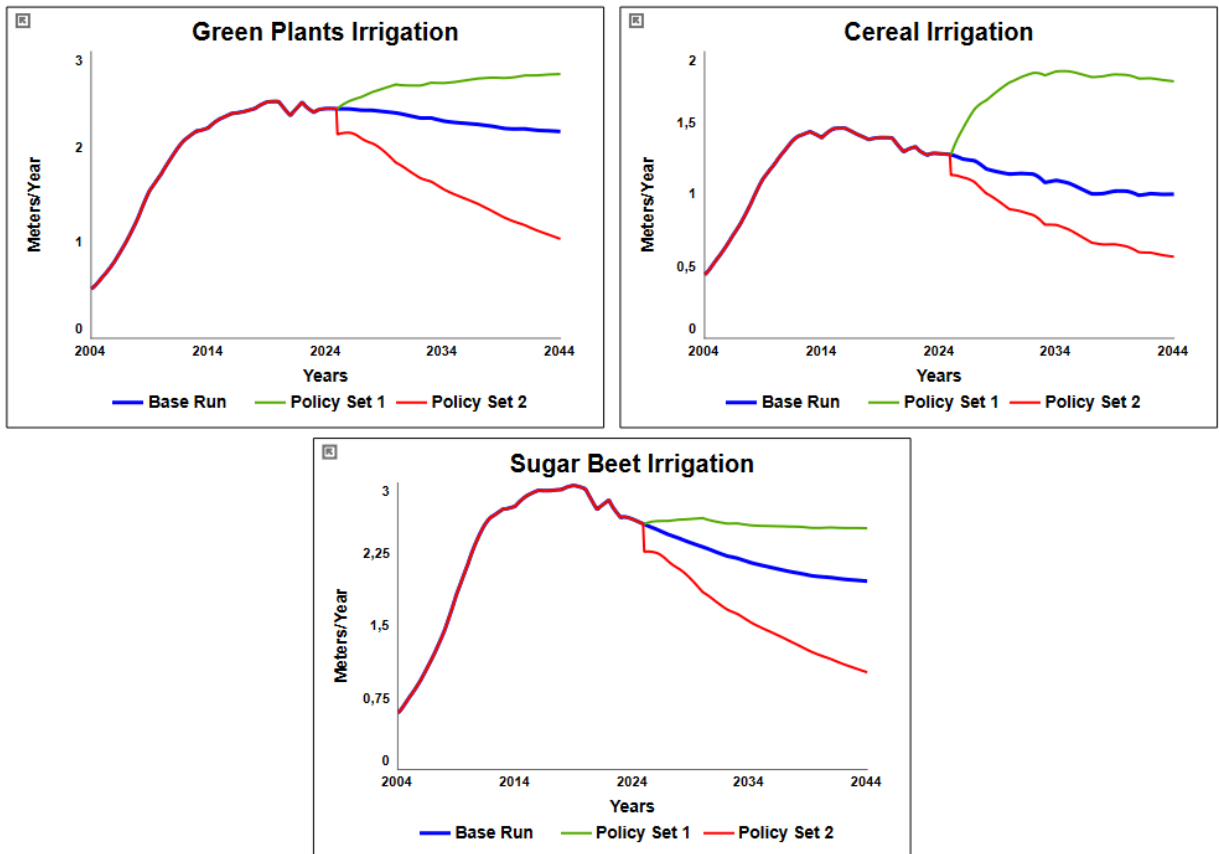 Green Plants Irrigation
3
2
1
0
Meters/Year
2004 2014 2024 2034 2044
Years
Base Run Policy Set 1 Policy Set 2
Cereal Irrigation
2
1,5
1
0,5
0
Meters/Year
2004 2014 2024 2034 2044
Years
Base Run Policy Set 1 Policy Set 2
Sugar Beet Irrigation
3
2,25
1,5
0,75
0
Meters/Year
2004 2014 2024 2034 2044
Years
Base Run Policy Set 1 Policy Set 2